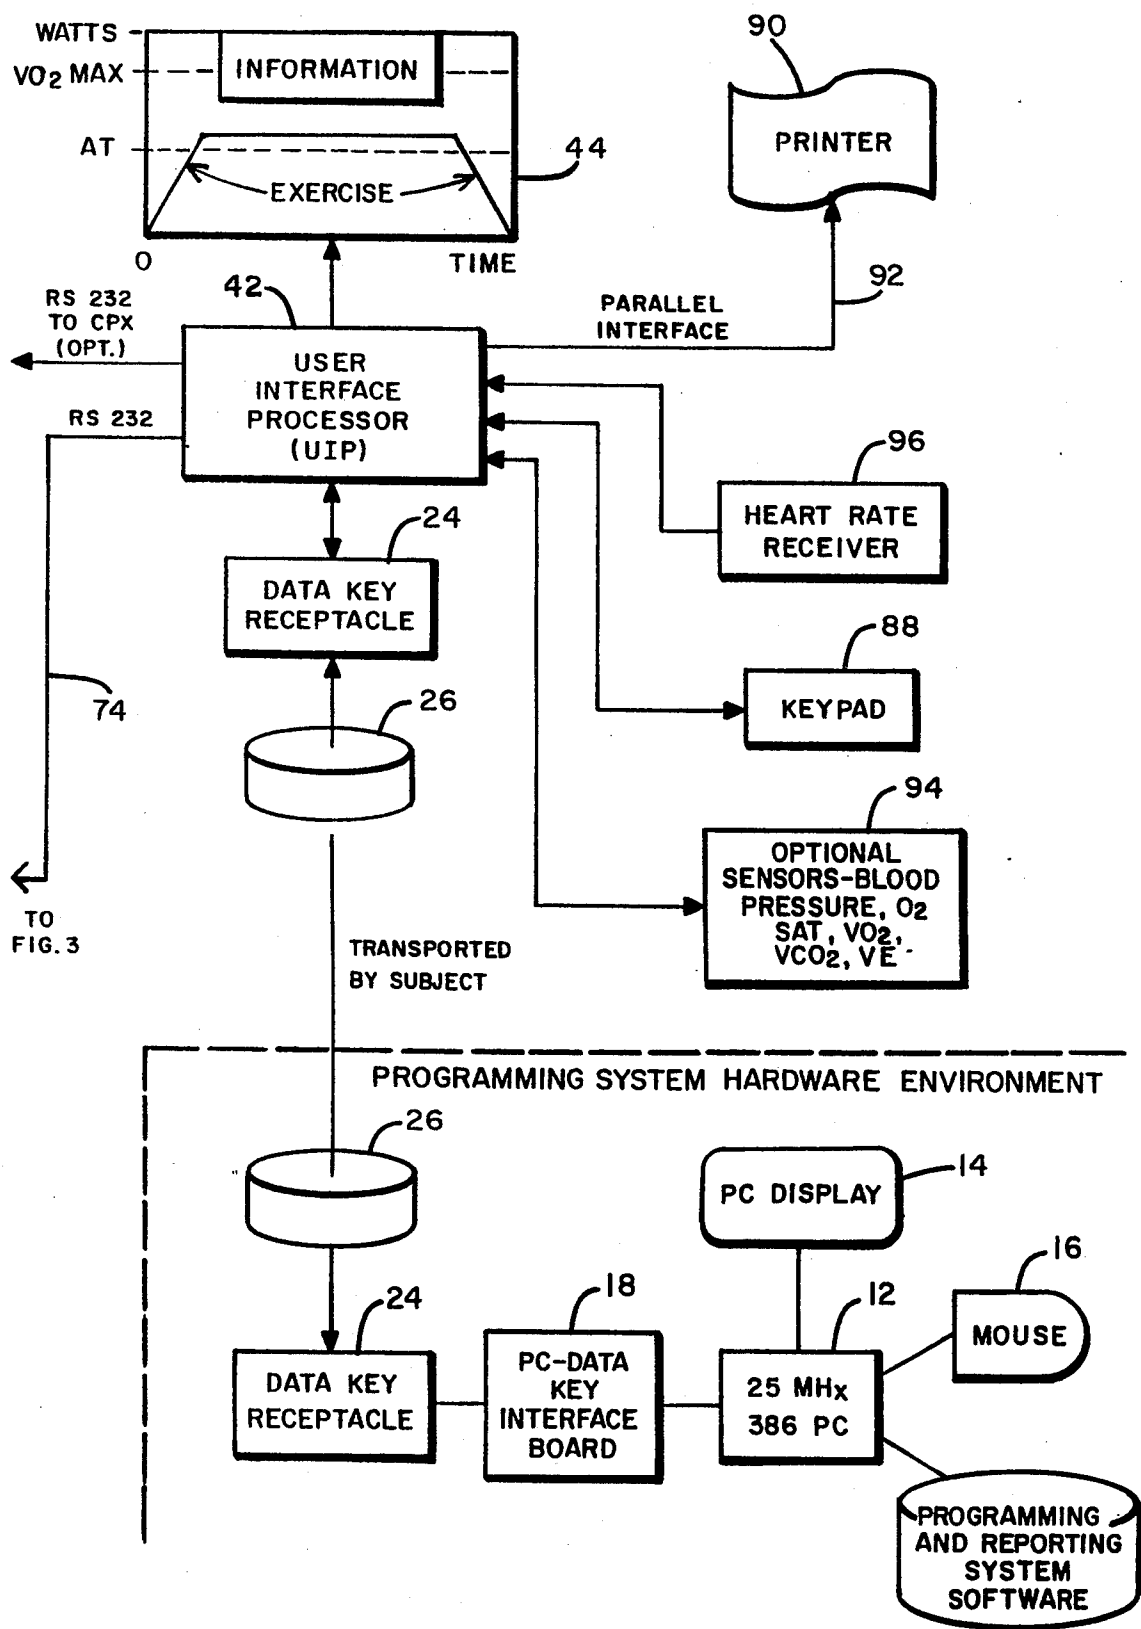 WATTS
VO2 MAX
INFORMATION
AT
EXERCISE
44
0
TIME
90
PRINTER
92
PARALLEL
INTERFACE
42
RS 232
TO CPX
(OPT.)
RS 232
USER
INTERFACE
PROCESSOR
(UIP)
96
HEART RATE
RECEIVER
24
DATA KEY
RECEPTACLE
88
KEYPAD
74
26
94
OPTIONAL
SENSORS-BLOOD
PRESSURE, O2
SAT, VO2,
VCO2, VE
TO
FIG. 3
TRANSPORTED
BY SUBJECT
PROGRAMMING SYSTEM HARDWARE ENVIRONMENT
26
14
PC DISPLAY
16
MOUSE
24
DATA KEY
RECEPTACLE
18
PC-DATA
KEY
INTERFACE
BOARD
12
25 MHx
386 PC
PROGRAMMING
AND REPORTING
SYSTEM
SOFTWARE